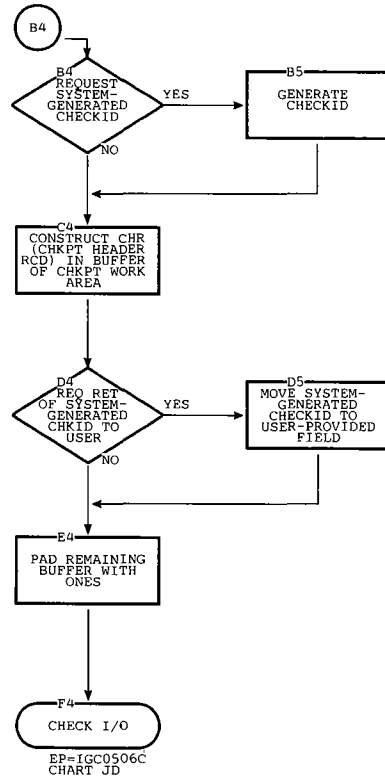 B4
B4
REQUEST
SYSTEM-
GENERATED
CHECKID
YES
NO
B5
GENERATE
CHECKID
C4
CONSTRUCT CHR
(CHKPT HEADER
RCD) IN BUFFER
OF CHKPT WORK
AREA
D4
REQ RET
OF SYSTEM-
GENERATED
CHKID TO
USER
YES
NO
D5
MOVE SYSTEM-
GENERATED
CHECKID TO
USER-PROVIDED
FIELD
E4
PAD REMAINING
BUFFER WITH
ONES
F4
CHECK I/O
EP=IGC0506C
CHART JD